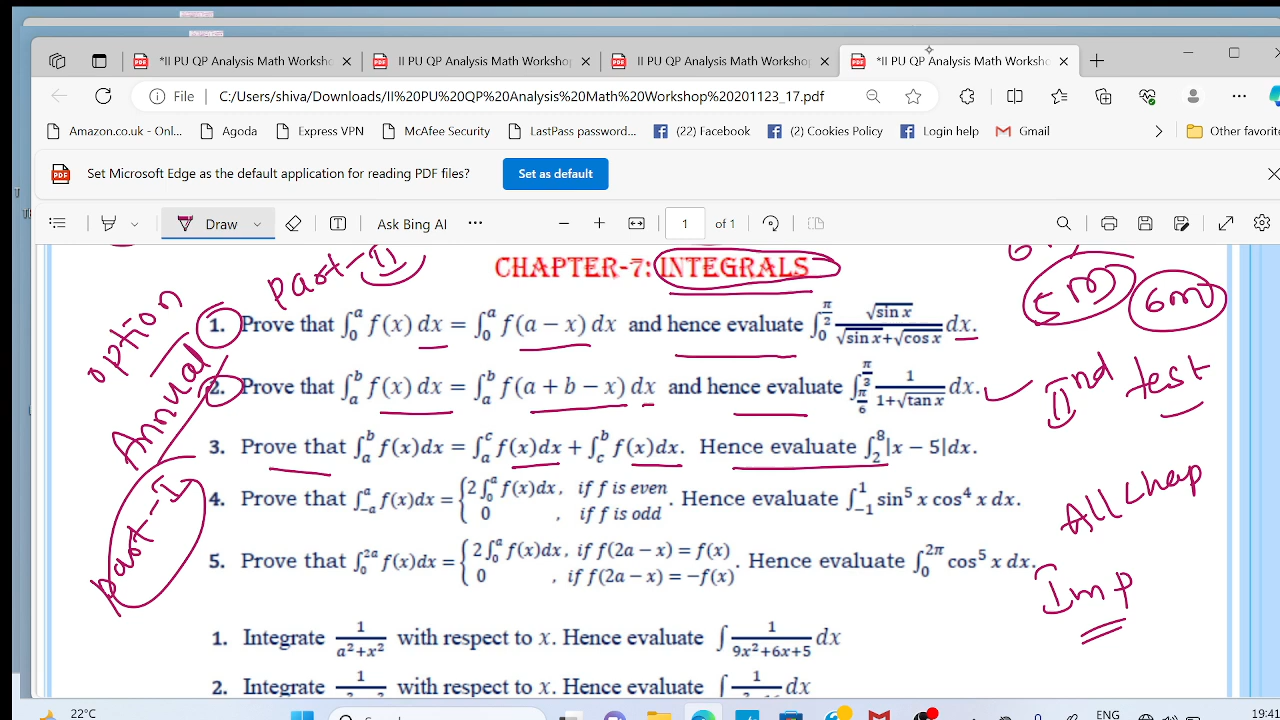 *II PU QP Analysis Math Worksho
II PU QP Analysis Math Workshop
II PU QP Analysis Math Workshop
*II PU QP Analysis Math Worksho
File C:/Users/shiva/Downloads/II%20PU%20QP%20Analysis%20Math%20Workshop%20201123_17.pdf
Amazon.co.uk - Onl... Agoda Express VPN McAfee Security LastPass password... (22) Facebook (2) Cookies Policy Login help Gmail Other favorite
Set Microsoft Edge as the default application for reading PDF files? Set as default
Draw Ask Bing AI 1 of 1
Part-II
CHAPTER-7: INTEGRALS
5m 6m
option
1. Prove that ∫₀ᵃ f(x) dx = ∫₀ᵃ f(a − x) dx and hence evaluate ∫₀^(π/2) √sin x/(√sin x+√cos x) dx.
Annual
2. Prove that ∫ₐᵇ f(x) dx = ∫ₐᵇ f(a + b − x) dx and hence evaluate ∫_(π/6)^(π/3) 1/(1+√tan x) dx.
IInd test
3. Prove that ∫ₐᵇ f(x)dx = ∫ₐᶜ f(x)dx + ∫_c^b f(x)dx. Hence evaluate ∫₂⁸|x − 5|dx.
Part-I
4. Prove that ∫₋ₐᵃ f(x)dx = {2 ∫₀ᵃ f(x)dx, if f is even
0 , if f is odd. Hence evaluate ∫₋₁¹ sin⁵ x cos⁴ x dx.
All Chap
5. Prove that ∫₀²ᵃ f(x)dx = {2 ∫₀ᵃ f(x)dx, if f(2a − x) = f(x)
0 , if f(2a − x) = −f(x). Hence evaluate ∫₀^(2π) cos⁵ x dx.
Imp
1. Integrate 1/(a²+x²) with respect to x. Hence evaluate ∫ 1/(9x²+6x+5) dx
2. Integrate with respect to x. Hence evaluate ∫ dx
22°C
ENG
19:41